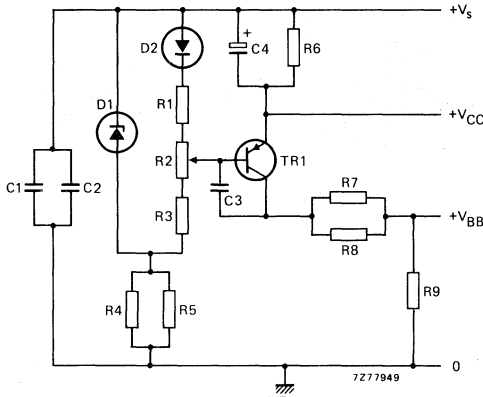 +Vs
+
D2
C4
R6
D1
R1
+VCC
R2
TR1
C1
C2
C3
R7
R3
+VBB
R8
R9
R4
R5
0
7Z77949